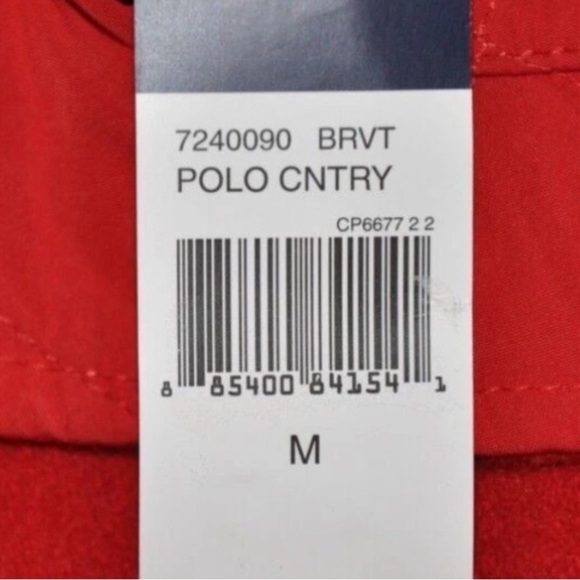 7240090 BRVT
POLO CNTRY
CP6677 2 2
8 85400 84154 1
M